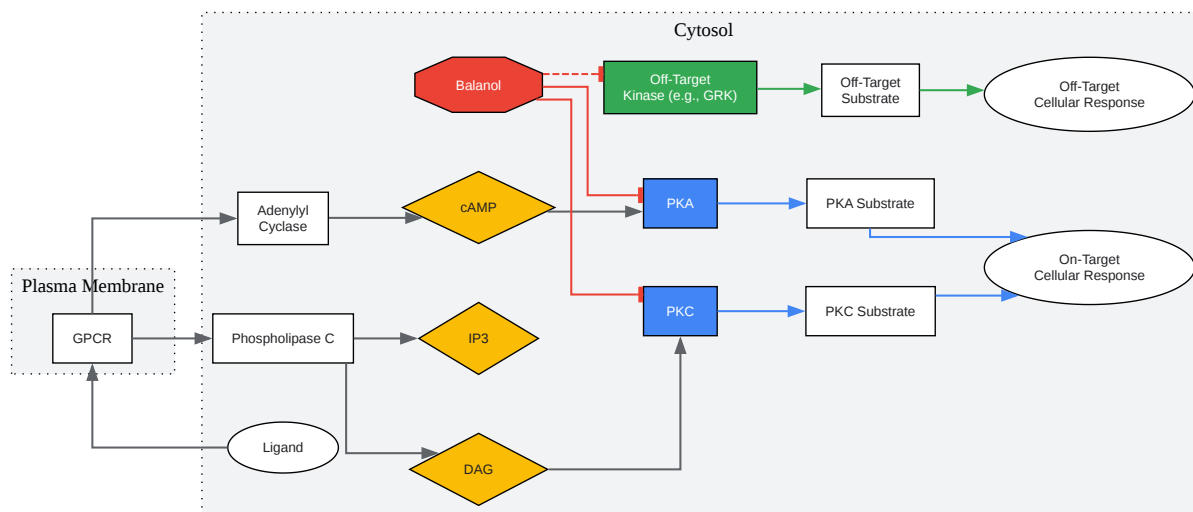 Cytosol
Balanol
Off-Target
Kinase (e.g., GRK)
Off-Target
Substrate
Off-Target
Cellular Response
Adenylyl
Cyclase
cAMP
PKA
PKA Substrate
On-Target
Cellular Response
Plasma Membrane
GPCR
Phospholipase C
IP3
PKC
PKC Substrate
Ligand
DAG